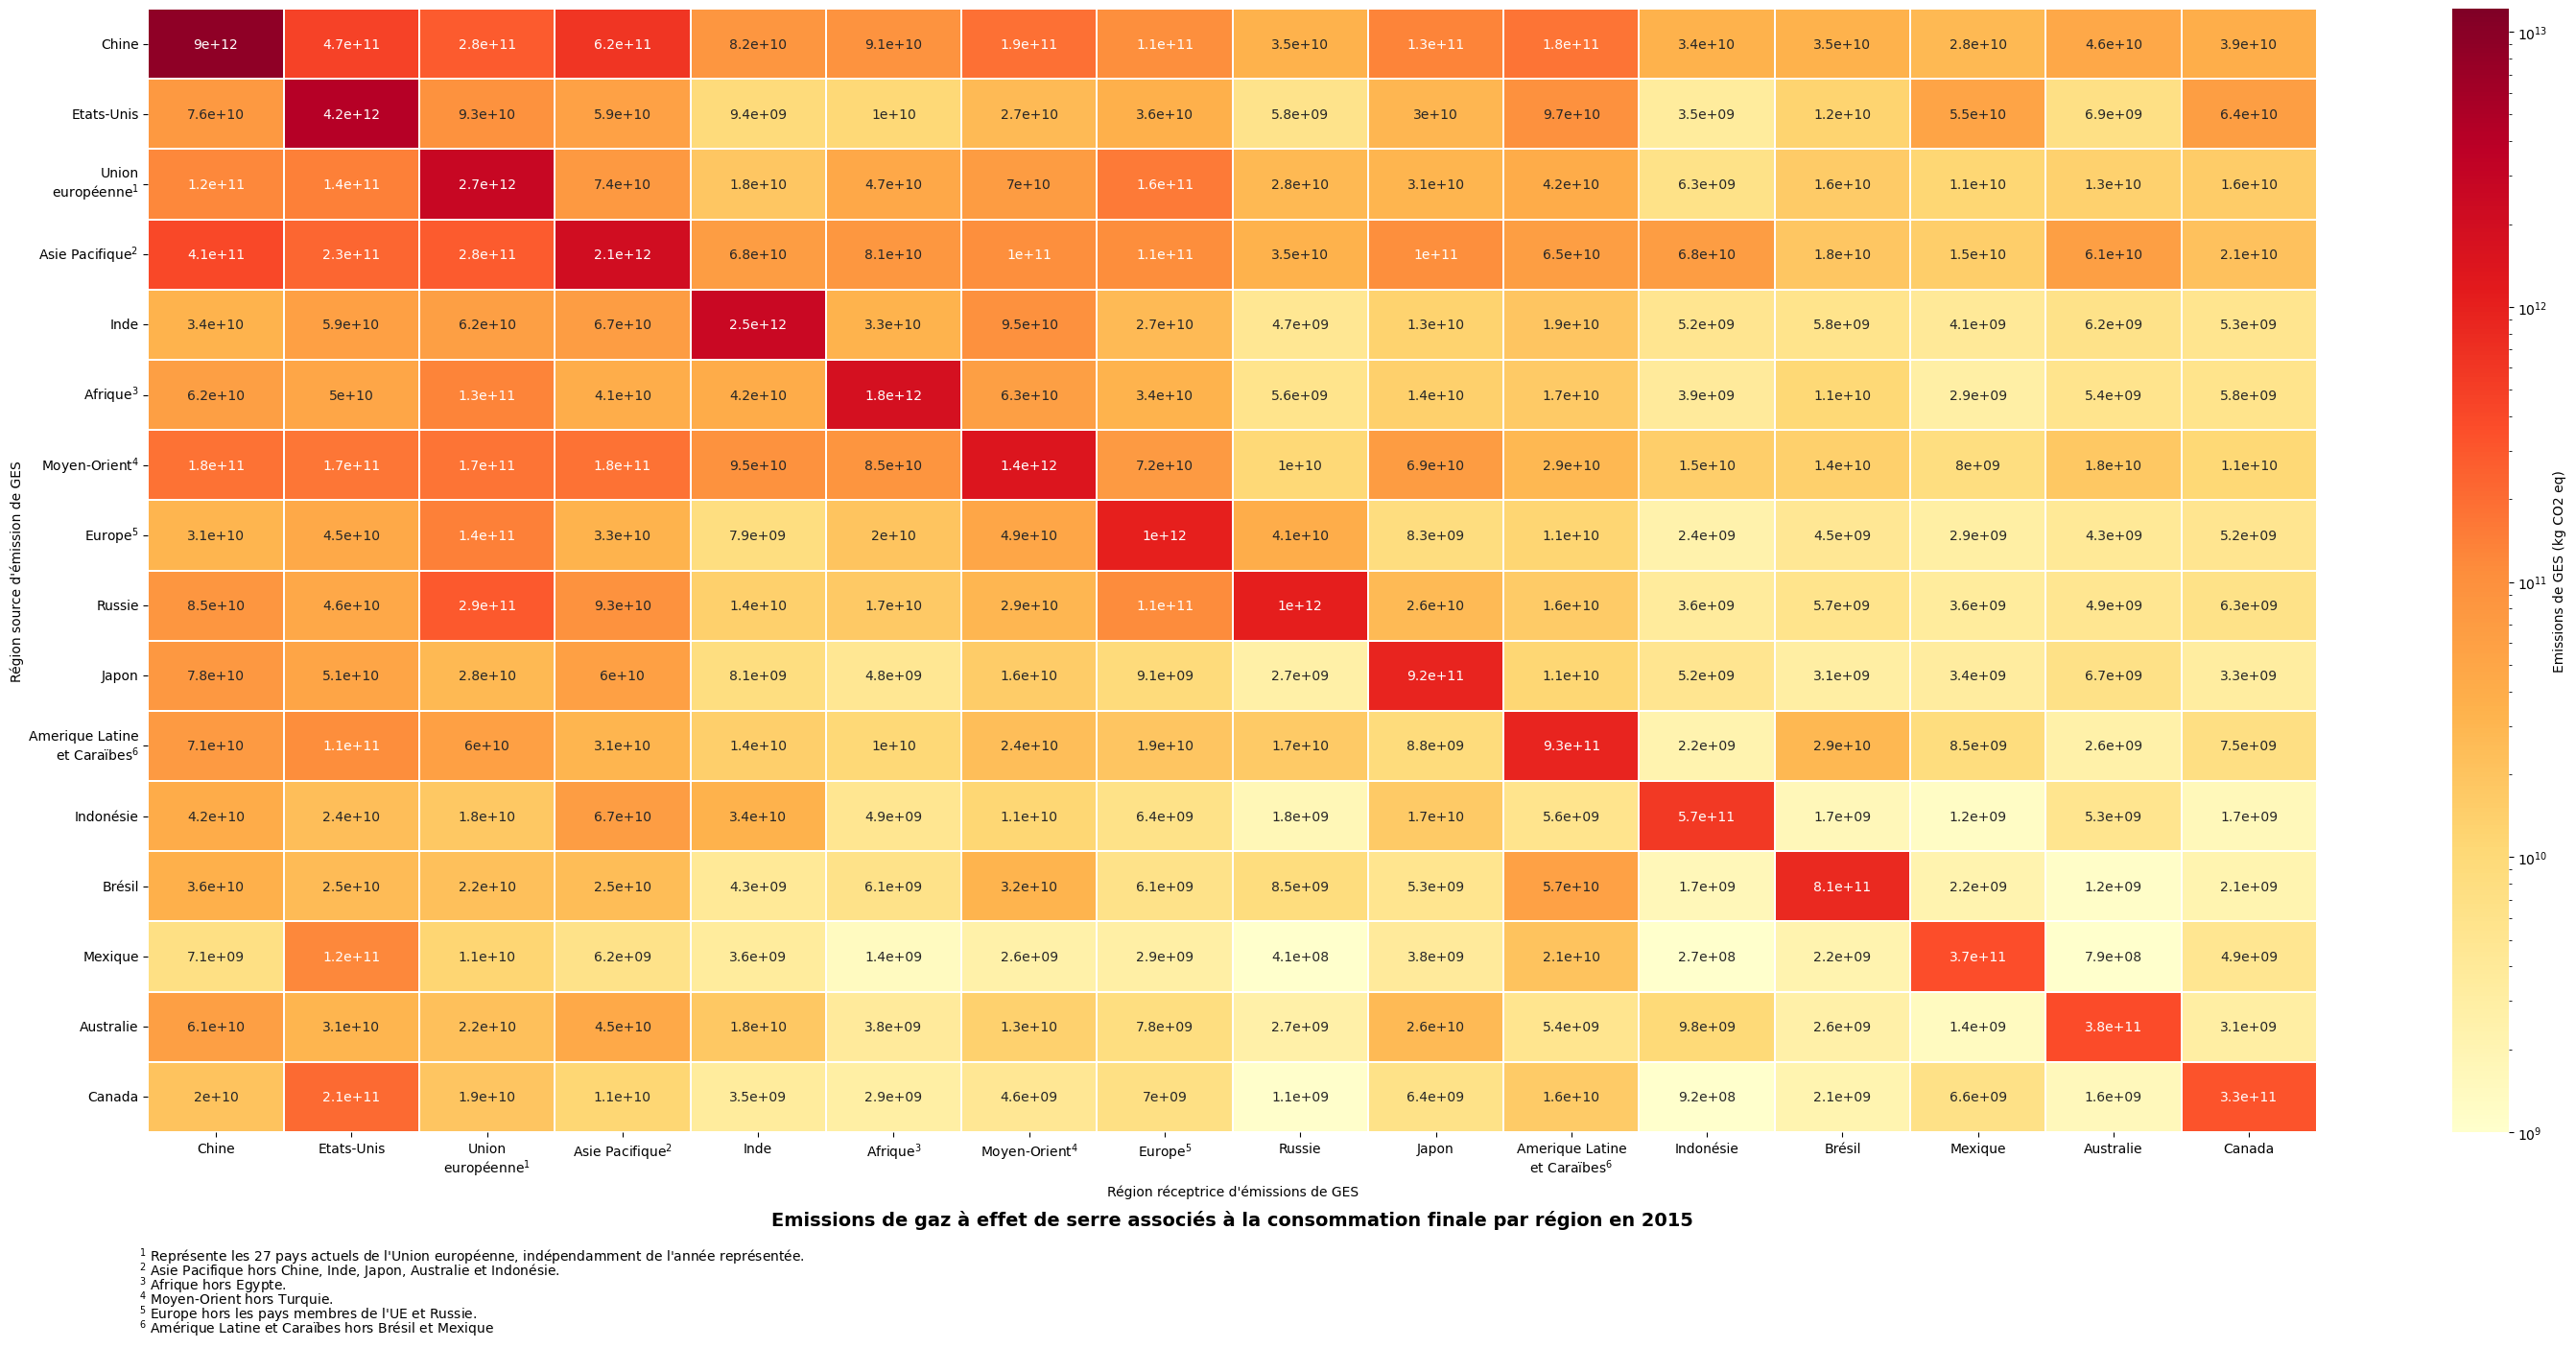 Chine 9e+12 4.7e+11 2.8e+11 6.2e+11 8.2e+10 9.1e+10 1.9e+11 1.1e+11 3.5e+10 1.3e+11 1.8e+11 3.4e+10 3.5e+10 2.8e+10 4.6e+10 3.9e+10
Etats-Unis 7.6e+10 4.2e+12 9.3e+10 5.9e+10 9.4e+09 1e+10 2.7e+10 3.6e+10 5.8e+09 3e+10 9.7e+10 3.5e+09 1.2e+10 5.5e+10 6.9e+09 6.4e+10
Union
européenne¹ 1.2e+11 1.4e+11 2.7e+12 7.4e+10 1.8e+10 4.7e+10 7e+10 1.6e+11 2.8e+10 3.1e+10 4.2e+10 6.3e+09 1.6e+10 1.1e+10 1.3e+10 1.6e+10
Asie Pacifique² 4.1e+11 2.3e+11 2.8e+11 2.1e+12 6.8e+10 8.1e+10 1e+11 1.1e+11 3.5e+10 1e+11 6.5e+10 6.8e+10 1.8e+10 1.5e+10 6.1e+10 2.1e+10
Inde 3.4e+10 5.9e+10 6.2e+10 6.7e+10 2.5e+12 3.3e+10 9.5e+10 2.7e+10 4.7e+09 1.3e+10 1.9e+10 5.2e+09 5.8e+09 4.1e+09 6.2e+09 5.3e+09
Afrique³ 6.2e+10 5e+10 1.3e+11 4.1e+10 4.2e+10 1.8e+12 6.3e+10 3.4e+10 5.6e+09 1.4e+10 1.7e+10 3.9e+09 1.1e+10 2.9e+09 5.4e+09 5.8e+09
Moyen-Orient⁴ 1.8e+11 1.7e+11 1.7e+11 1.8e+11 9.5e+10 8.5e+10 1.4e+12 7.2e+10 1e+10 6.9e+10 2.9e+10 1.5e+10 1.4e+10 8e+09 1.8e+10 1.1e+10
Europe⁵ 3.1e+10 4.5e+10 1.4e+11 3.3e+10 7.9e+09 2e+10 4.9e+10 1e+12 4.1e+10 8.3e+09 1.1e+10 2.4e+09 4.5e+09 2.9e+09 4.3e+09 5.2e+09
Russie 8.5e+10 4.6e+10 2.9e+11 9.3e+10 1.4e+10 1.7e+10 2.9e+10 1.1e+11 1e+12 2.6e+10 1.6e+10 3.6e+09 5.7e+09 3.6e+09 4.9e+09 6.3e+09
Japon 7.8e+10 5.1e+10 2.8e+10 6e+10 8.1e+09 4.8e+09 1.6e+10 9.1e+09 2.7e+09 9.2e+11 1.1e+10 5.2e+09 3.1e+09 3.4e+09 6.7e+09 3.3e+09
Amerique Latine
et Caraïbes⁶ 7.1e+10 1.1e+11 6e+10 3.1e+10 1.4e+10 1e+10 2.4e+10 1.9e+10 1.7e+10 8.8e+09 9.3e+11 2.2e+09 2.9e+10 8.5e+09 2.6e+09 7.5e+09
Indonésie 4.2e+10 2.4e+10 1.8e+10 6.7e+10 3.4e+10 4.9e+09 1.1e+10 6.4e+09 1.8e+09 1.7e+10 5.6e+09 5.7e+11 1.7e+09 1.2e+09 5.3e+09 1.7e+09
Brésil 3.6e+10 2.5e+10 2.2e+10 2.5e+10 4.3e+09 6.1e+09 3.2e+10 6.1e+09 8.5e+09 5.3e+09 5.7e+10 1.7e+09 8.1e+11 2.2e+09 1.2e+09 2.1e+09
Mexique 7.1e+09 1.2e+11 1.1e+10 6.2e+09 3.6e+09 1.4e+09 2.6e+09 2.9e+09 4.1e+08 3.8e+09 2.1e+10 2.7e+08 2.2e+09 3.7e+11 7.9e+08 4.9e+09
Australie 6.1e+10 3.1e+10 2.2e+10 4.5e+10 1.8e+10 3.8e+09 1.3e+10 7.8e+09 2.7e+09 2.6e+10 5.4e+09 9.8e+09 2.6e+09 1.4e+09 3.8e+11 3.1e+09
Canada 2e+10 2.1e+11 1.9e+10 1.1e+10 3.5e+09 2.9e+09 4.6e+09 7e+09 1.1e+09 6.4e+09 1.6e+10 9.2e+08 2.1e+09 6.6e+09 1.6e+09 3.3e+11
Région source d'émission de GES
Chine Etats-Unis Union Asie Pacifique² Inde Afrique³ Moyen-Orient⁴ Europe⁵ Russie Japon Amerique Latine Indonésie Brésil Mexique Australie Canada
européenne¹ et Caraïbes⁶
Région réceptrice d'émissions de GES
10¹³
10¹²
10¹¹
10¹⁰
10⁹
Emissions de GES (kg CO2 eq)
Emissions de gaz à effet de serre associés à la consommation finale par région en 2015
¹ Représente les 27 pays actuels de l'Union européenne, indépendamment de l'année représentée.
² Asie Pacifique hors Chine, Inde, Japon, Australie et Indonésie.
³ Afrique hors Egypte.
⁴ Moyen-Orient hors Turquie.
⁵ Europe hors les pays membres de l'UE et Russie.
⁶ Amérique Latine et Caraïbes hors Brésil et Mexique